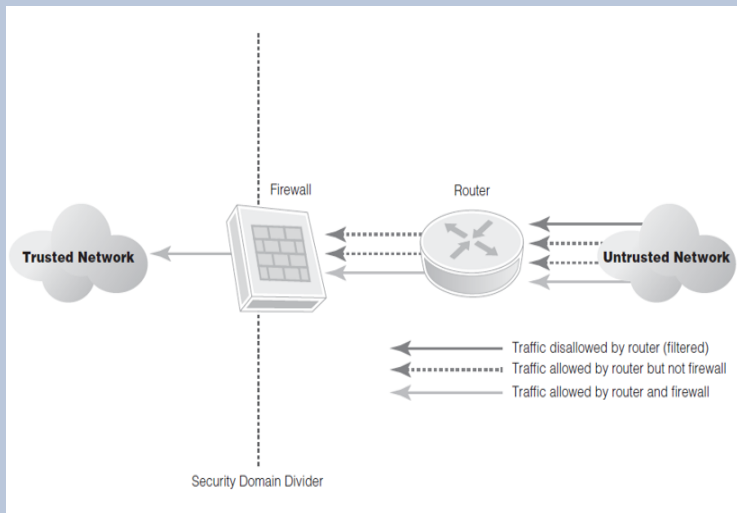 Firewall
Router
Trusted Network
Untrusted Network
Traffic disallowed by router (filtered)
Traffic allowed by router but not firewall
Traffic allowed by router and firewall
Security Domain Divider